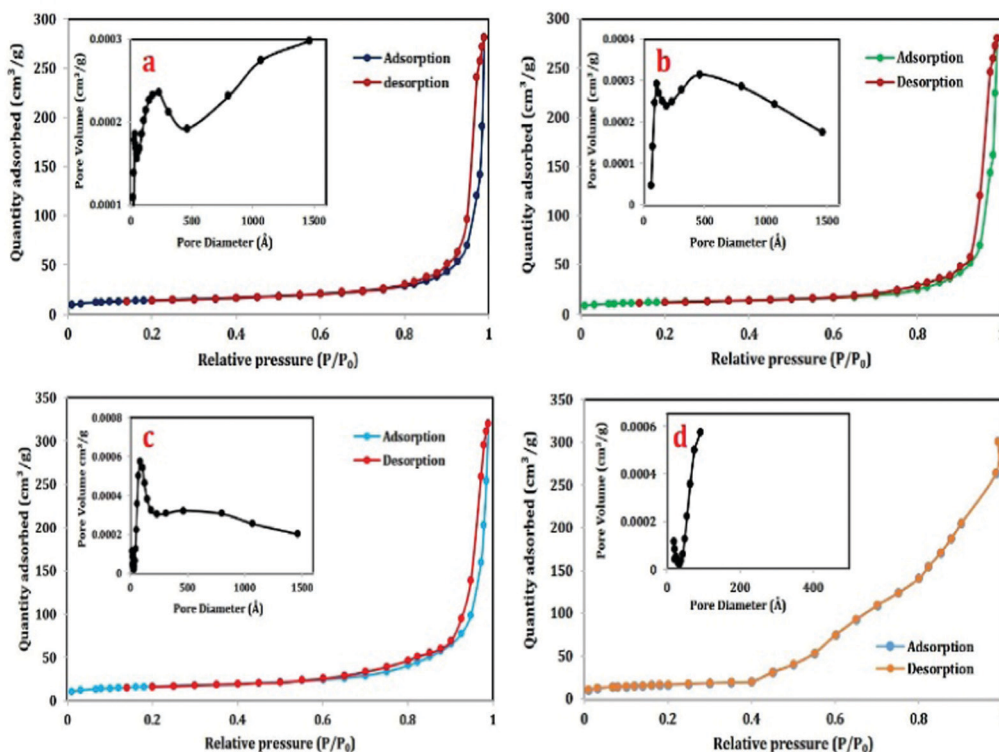 300
250
200
150
100
50
0
Quantity adsorbed (cm³/g)
0 0.2 0.4 0.6 0.8 1
Relative pressure (P/P₀)
a
Adsorption
desorption
0.0003
0.0002
0.0001
Pore Volume (cm³/g)
0 500 1000 1500
Pore Diameter (Å)
300
250
200
150
100
50
0
Quantity adsorbed (cm³/g)
0 0.2 0.4 0.6 0.8 1
Relative pressure (P/P₀)
b
Adsorption
Desorption
0.0004
0.0003
0.0002
0.0001
0
Pore Volume (cm³/g)
0 500 1000 1500
Pore Diameter (Å)
350
300
250
200
150
100
50
0
Quantity adsorbed (cm³/g)
0 0.2 0.4 0.6 0.8 1
Relative pressure (P/P₀)
c
Adsorption
Desorption
0.0008
0.0006
0.0004
0.0002
0
Pore Volume cm³/g)
0 500 1000 1500
Pore Diameter (Å)
350
300
250
200
150
100
50
0
Quantity adsorbed (cm³/g)
0 0.2 0.4 0.6 0.8
Relative pressure (P/P₀)
d
Adsorption
Desorption
0.0006
0.0004
0.0002
0
Pore Volume (cm³/g)
0 200 400
Pore Diameter (Å)